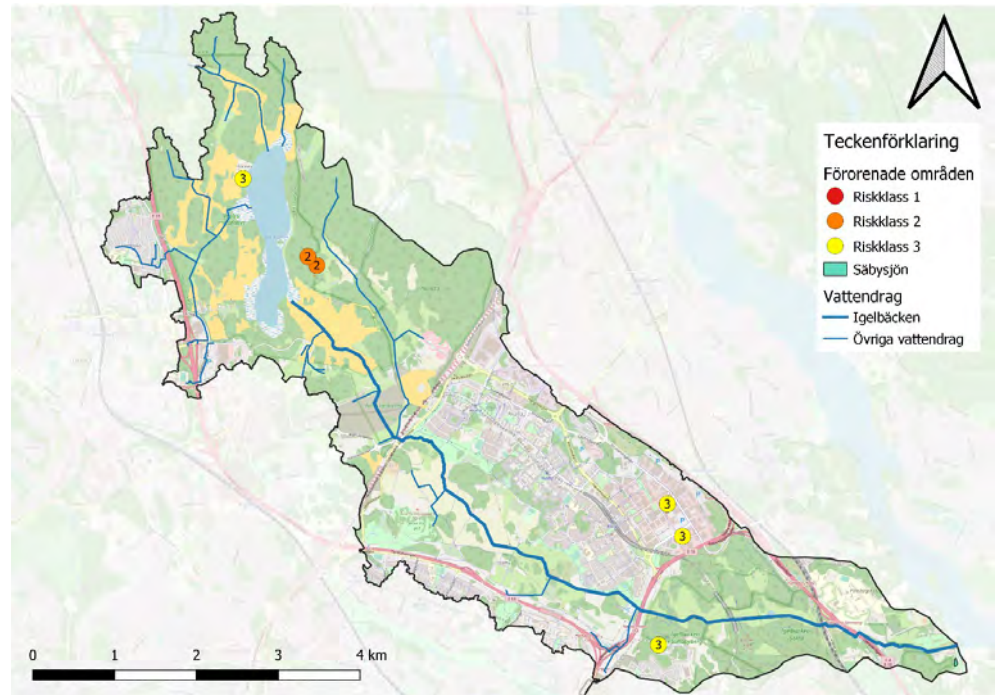 Teckenförklaring
Förorenade områden
Riskklass 1
Riskklass 2
Riskklass 3
Säbysjön
Vattendrag
Igelbäcken
Övriga vattendrag
3
2
2
3
3
3
0 1 2 3 4 km